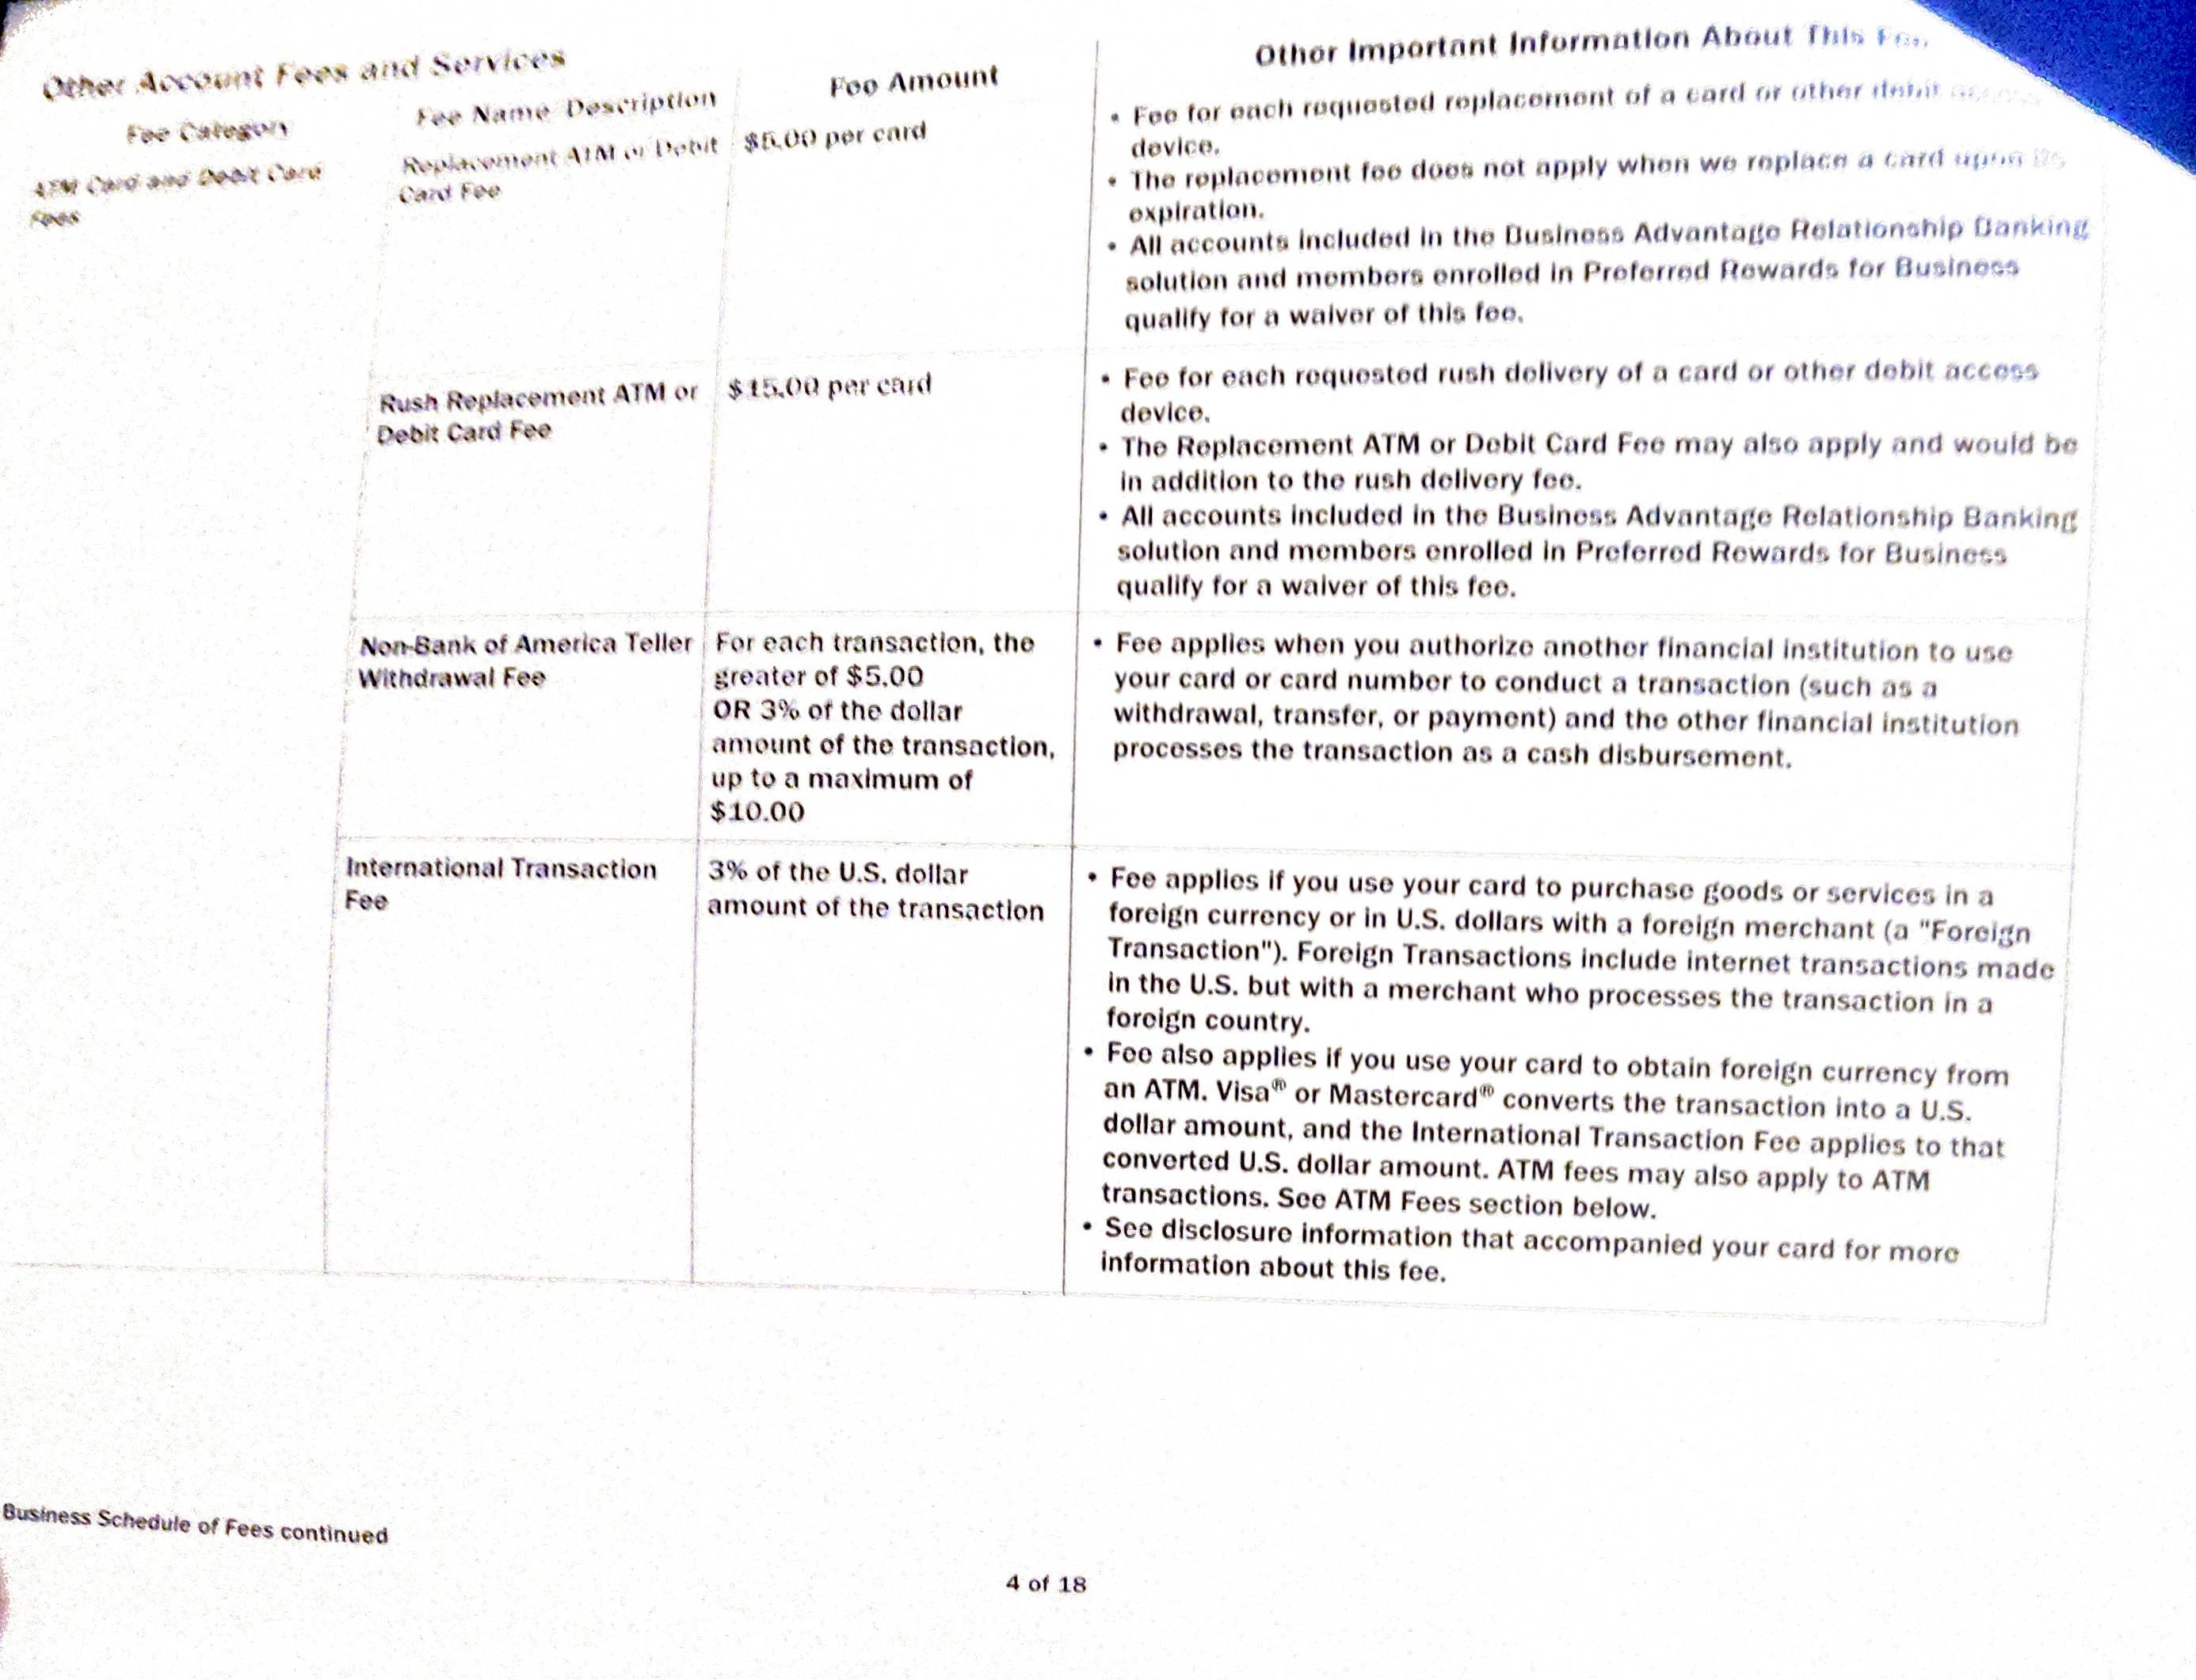 Other Account Fees and Services
Fee Category
Fee Name Description
Fee Amount
Other Important Information About This Fee
ATM Card and Debit Card
Fees
Replacement ATM or Debit
Card Fee
$5.00 per card
• Fee for each requested replacement of a card or other debit
device.
• The replacement fee does not apply when we replace a card upon its
expiration.
• All accounts included in the Business Advantage Relationship Banking
solution and members enrolled in Preferred Rewards for Business
qualify for a waiver of this fee.
Rush Replacement ATM or
Debit Card Fee
$15.00 per card
• Fee for each requested rush delivery of a card or other debit access
device.
• The Replacement ATM or Debit Card Fee may also apply and would be
in addition to the rush delivery fee.
• All accounts included in the Business Advantage Relationship Banking
solution and members enrolled in Preferred Rewards for Business
qualify for a waiver of this fee.
Non-Bank of America Teller
Withdrawal Fee
For each transaction, the
greater of $5.00
OR 3% of the dollar
amount of the transaction,
up to a maximum of
$10.00
• Fee applies when you authorize another financial institution to use
your card or card number to conduct a transaction (such as a
withdrawal, transfer, or payment) and the other financial institution
processes the transaction as a cash disbursement.
International Transaction
Fee
3% of the U.S. dollar
amount of the transaction
• Fee applies if you use your card to purchase goods or services in a
foreign currency or in U.S. dollars with a foreign merchant (a "Foreign
Transaction"). Foreign Transactions include internet transactions made
in the U.S. but with a merchant who processes the transaction in a
foreign country.
• Fee also applies if you use your card to obtain foreign currency from
an ATM. Visa® or Mastercard® converts the transaction into a U.S.
dollar amount, and the International Transaction Fee applies to that
converted U.S. dollar amount. ATM fees may also apply to ATM
transactions. See ATM Fees section below.
• See disclosure information that accompanied your card for more
information about this fee.
Business Schedule of Fees continued
4 of 18